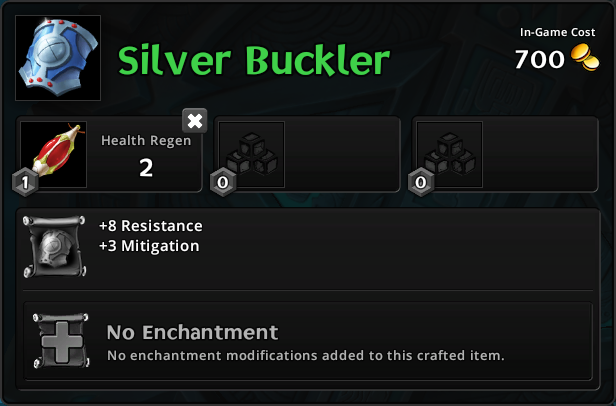 Silver Buckler
In-Game Cost
700
Health Regen
2
1
0
0
+8 Resistance
+3 Mitigation
No Enchantment
No enchantment modifications added to this crafted item.